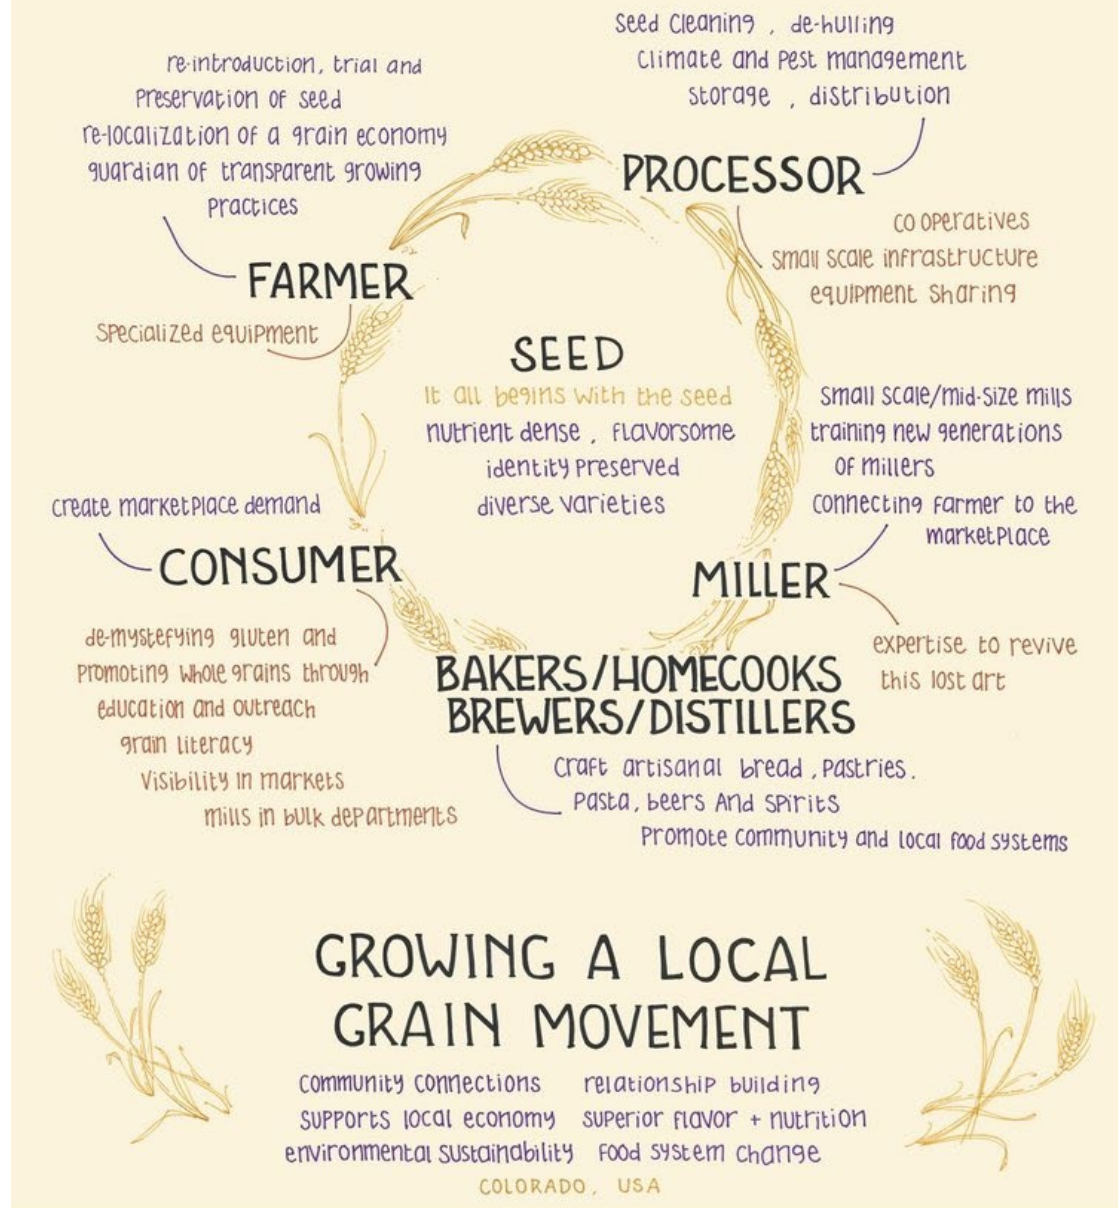 seed cleaning , de-hulling
climate and pest management
storage , distribution
PROCESSOR
co operatives
small scale infrastructure
equipment sharing
re-introduction, trial and
preservation of seed
re-localization of a grain economy
guardian of transparent growing
practices
FARMER
specialized equipment
SEED
It all begins with the seed
nutrient dense , flavorsome
identity preserved
diverse varieties
small scale/mid-size mills
training new generations
of millers
connecting farmer to the
marketplace
MILLER
expertise to revive
this lost art
create marketplace demand
CONSUMER
de-mystefying gluten and
promoting whole grains through
education and outreach
grain literacy
visibility in markets
mills in bulk departments
BAKERS/HOMECOOKS
BREWERS/DISTILLERS
craft artisanal bread , pastries.
pasta, beers And spirits
promote community and local food systems
GROWING A LOCAL
GRAIN MOVEMENT
community connections relationship building
supports local economy superior flavor + nutrition
environmental sustainability food system change
COLORADO, USA